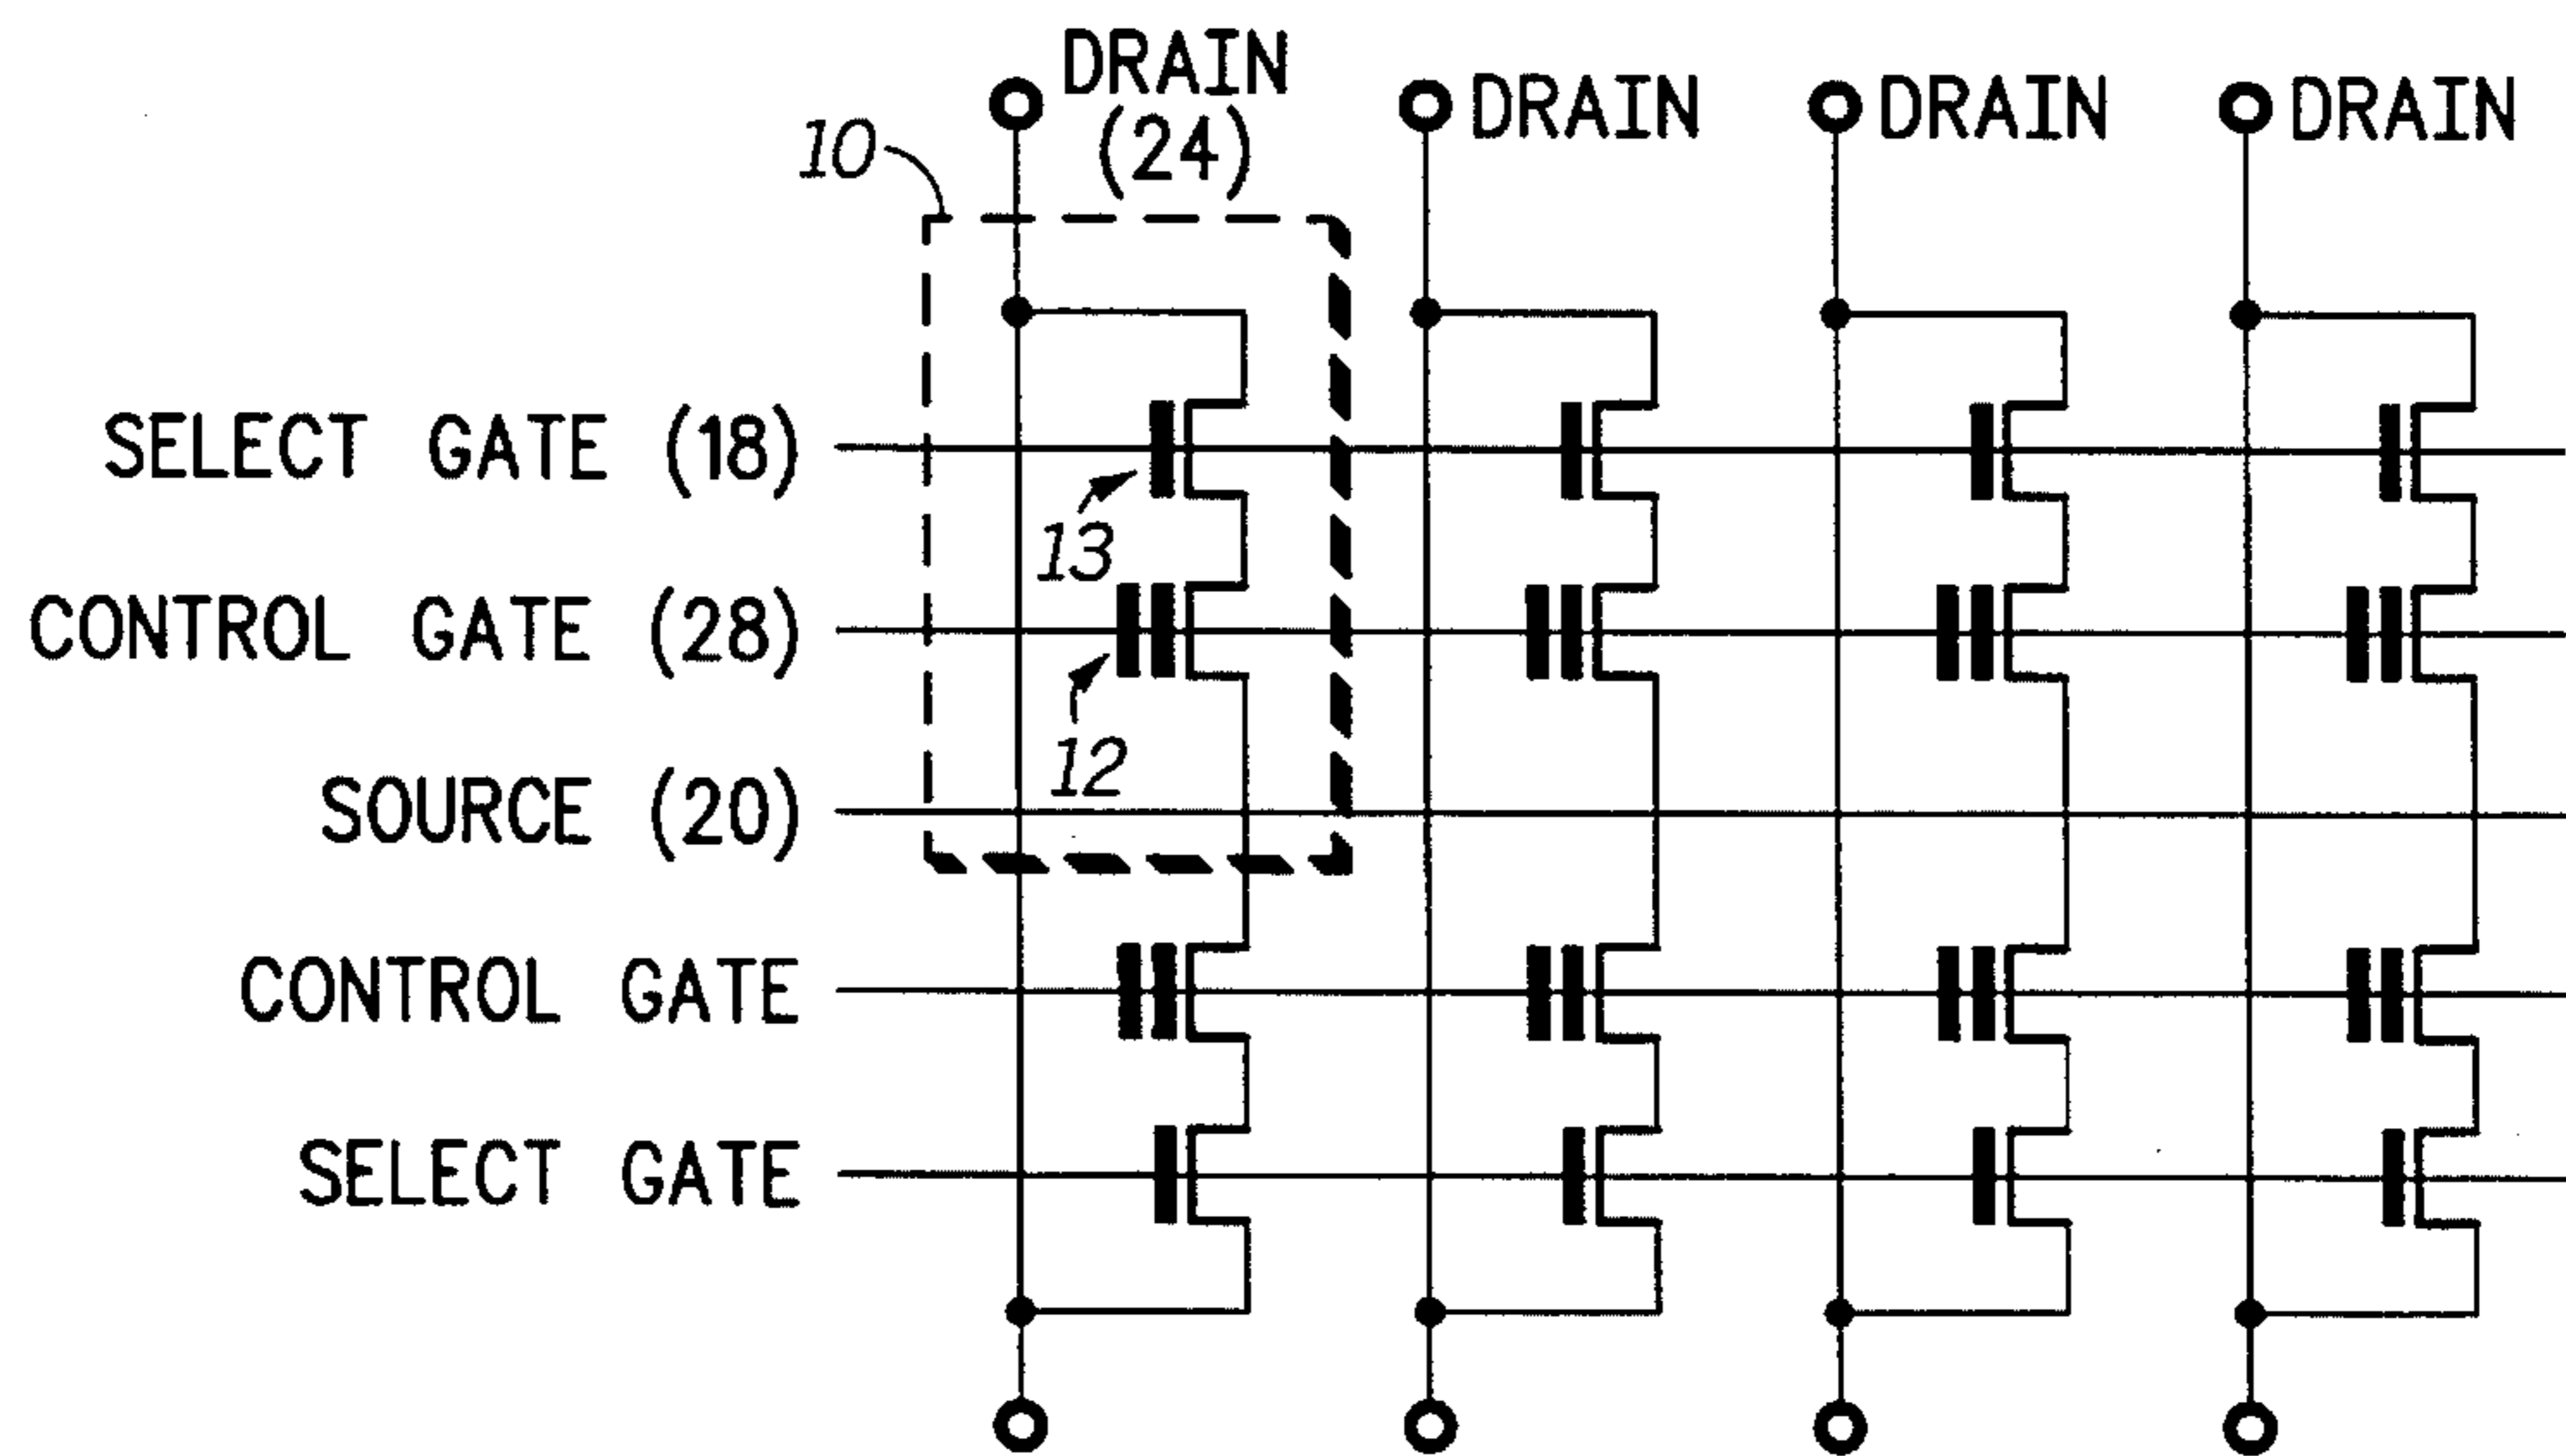 DRAIN
(24)
DRAIN
DRAIN
DRAIN
10
SELECT GATE (18)
13
CONTROL GATE (28)
12
SOURCE (20)
CONTROL GATE
SELECT GATE